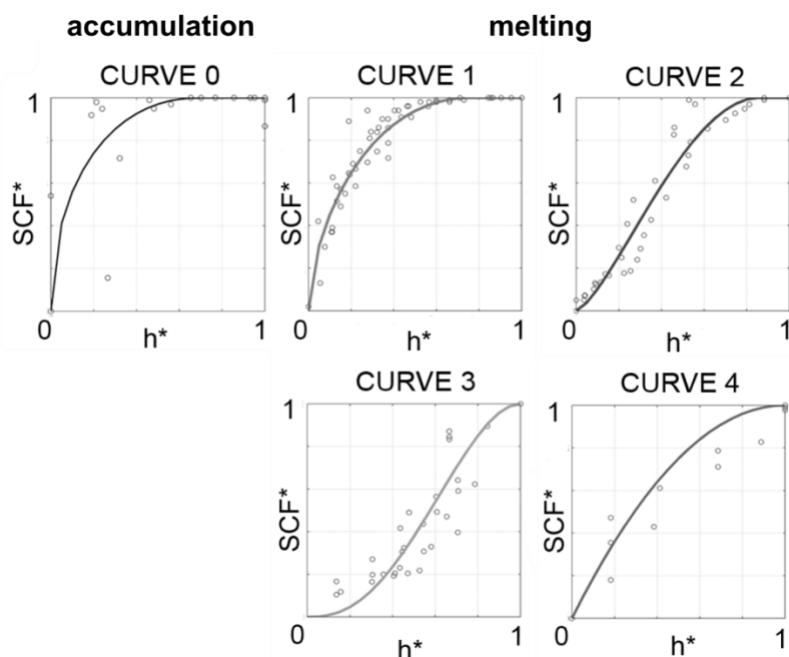 accumulation melting
CURVE 0 CURVE 1 CURVE 2
1 1 1
SCF* SCF* SCF*
0 1 0 1 0 1
h* h* h*
CURVE 3 CURVE 4
1 1
SCF* SCF*
0 1 0 1
h* h*